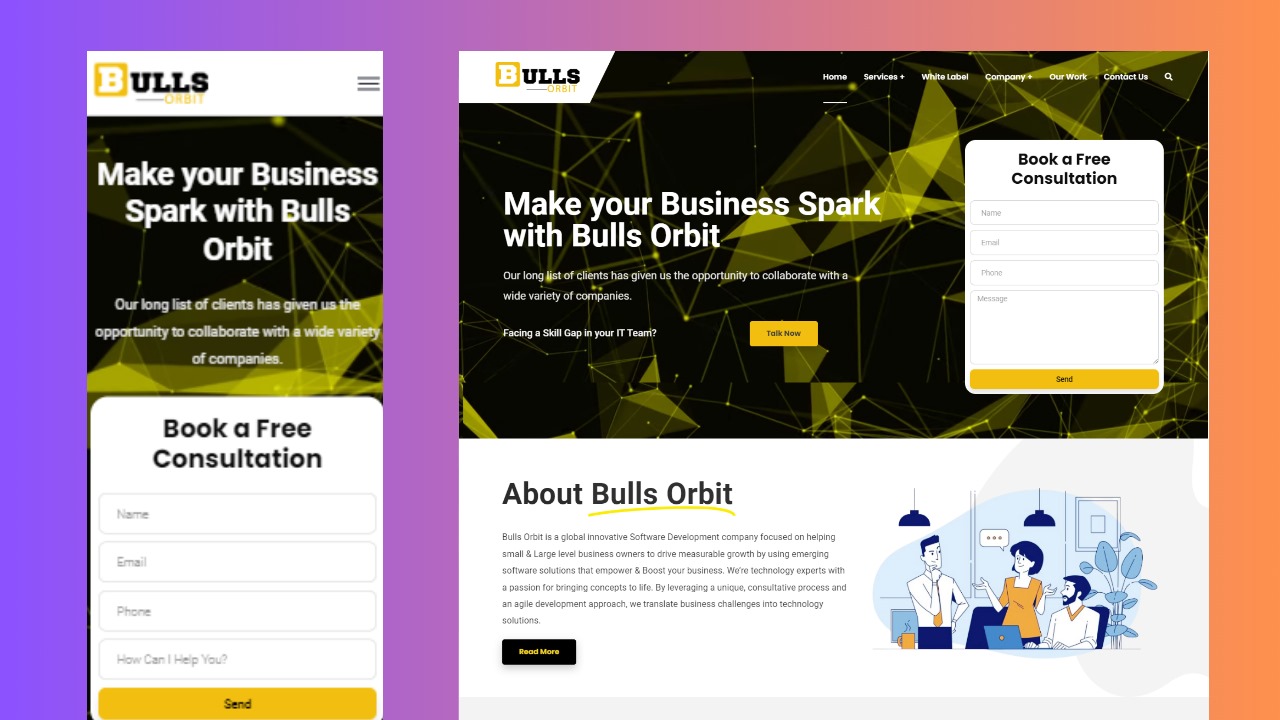 BULLS
ORBIT
Make your Business
Spark with Bulls
Orbit
Our long list of clients has given us the
opportunity to collaborate with a wide variety
of companies.
Book a Free
Consultation
Name
Email
Phone
How Can I Help You?
Send
BULLS
ORBIT
Home Services + White Label Company + Our Work Contact Us
Make your Business Spark
with Bulls Orbit
Our long list of clients has given us the opportunity to collaborate with a
wide variety of companies.
Facing a Skill Gap in your IT Team?
Talk Now
Book a Free
Consultation
Name
Email
Phone
Message
Send
About Bulls Orbit
Bulls Orbit is a global innovative Software Development company focused on helping
small & Large level business owners to drive measurable growth by using emerging
software solutions that empower & Boost your business. We're technology experts with
a passion for bringing concepts to life. By leveraging a unique, consultative process and
an agile development approach, we translate business challenges into technology
solutions.
Read More